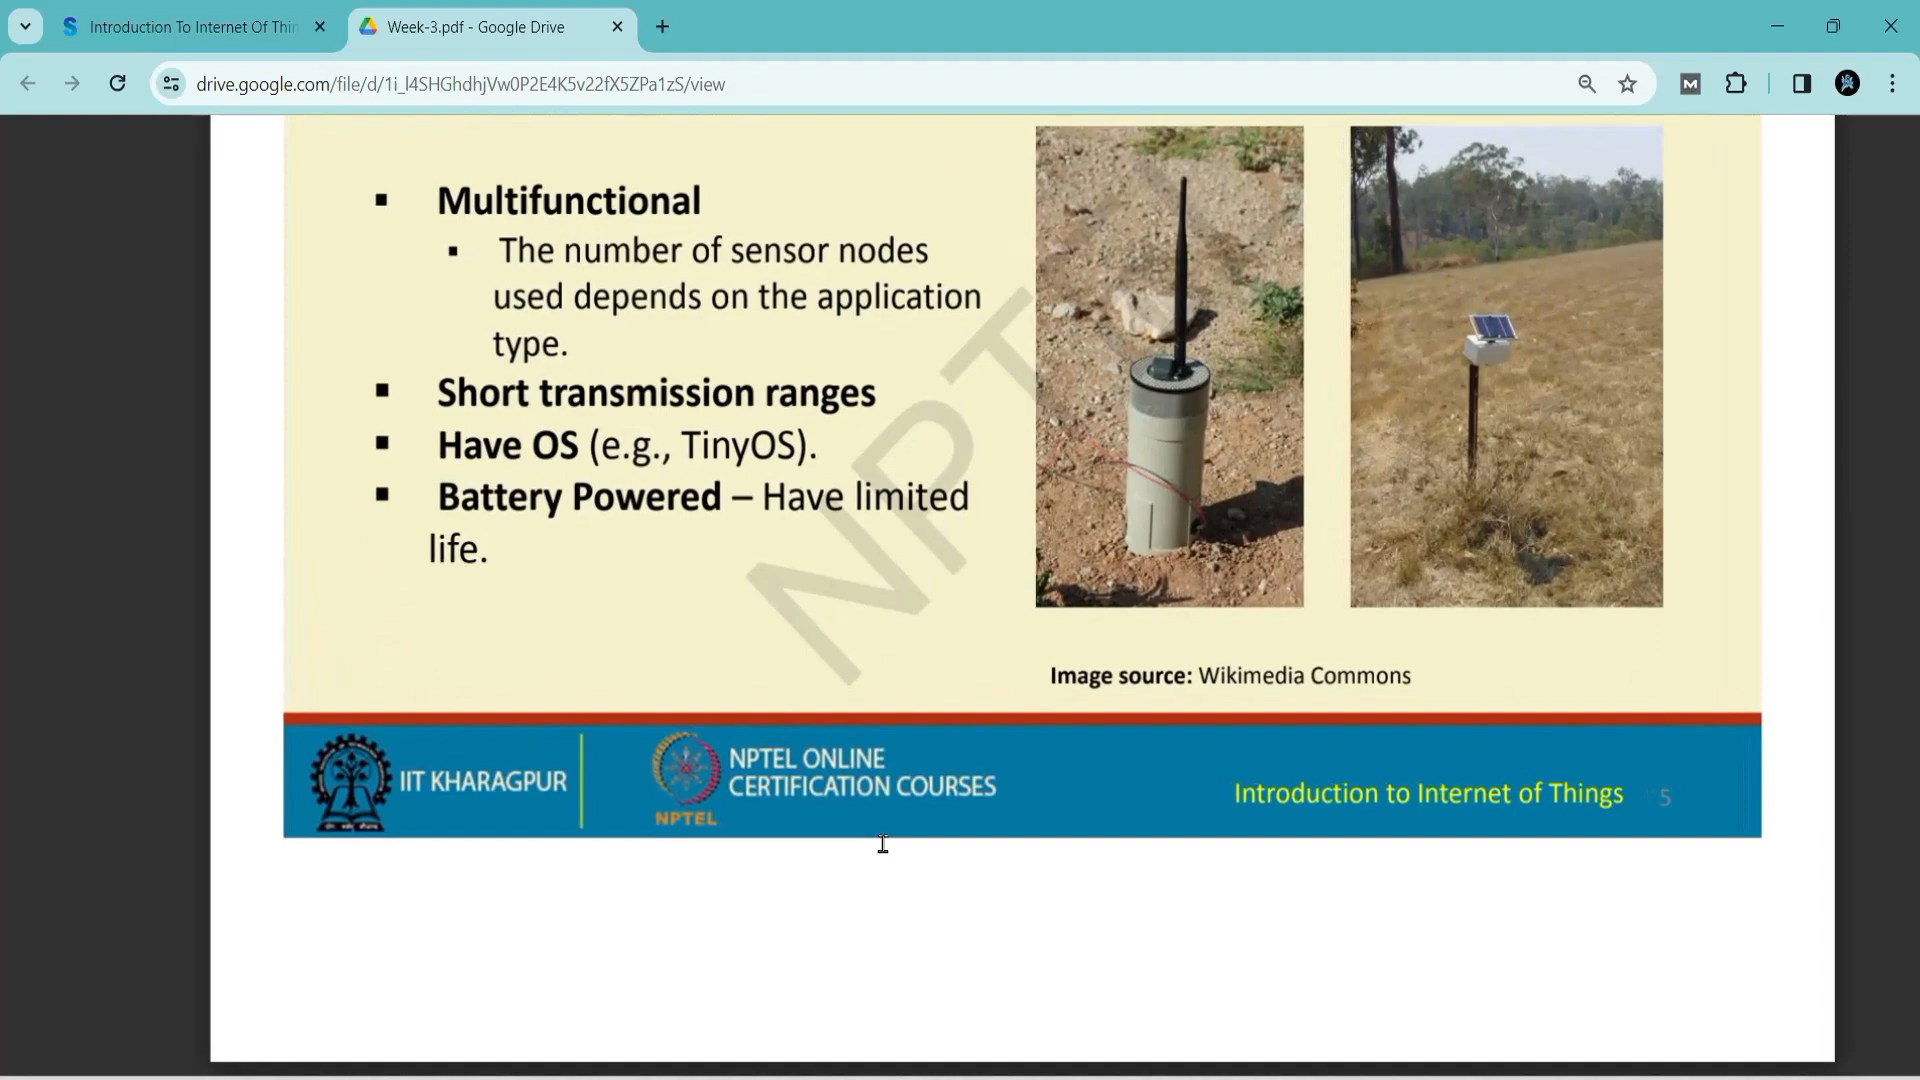 Introduction To Internet Of Thin
Week-3.pdf - Google Drive
drive.google.com/file/d/1i_l4SHGhdhjVw0P2E4K5v22fX5ZPa1zS/view
M
▪ Multifunctional
▪ The number of sensor nodes
used depends on the application
type.
▪ Short transmission ranges
▪ Have OS (e.g., TinyOS).
▪ Battery Powered – Have limited
life.
NPT
Image source: Wikimedia Commons
IIT KHARAGPUR
NPTEL
NPTEL ONLINE
CERTIFICATION COURSES
Introduction to Internet of Things 5